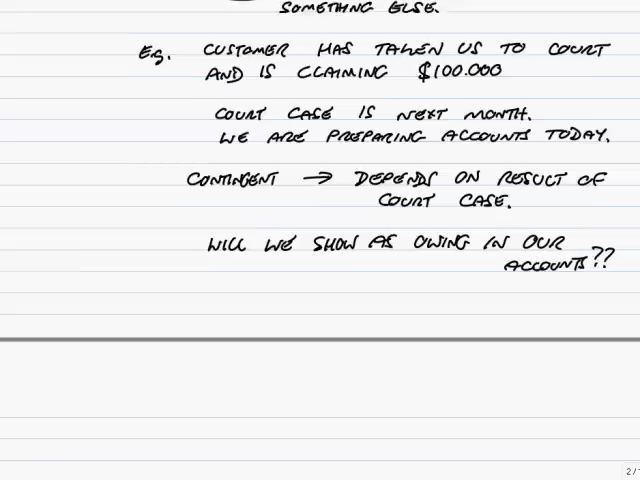 SOMETHING ELSE.
Eg. CUSTOMER HAS TAKEN US TO COURT
AND IS CLAIMING $100.000
COURT CASE IS NEXT MONTH.
WE ARE PREPARING ACCOUNTS TODAY.
CONTINGENT → DEPENDS ON RESULT OF
COURT CASE.
WILL WE SHOW AS OWING IN OUR
ACCOUNTS??
2/